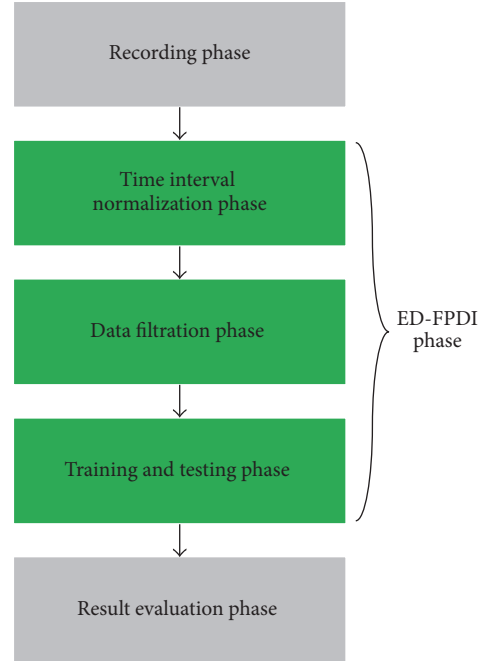 Recording phase
Time interval
normalization phase
Data filtration phase
Training and testing phase
Result evaluation phase
ED-FPDI
phase